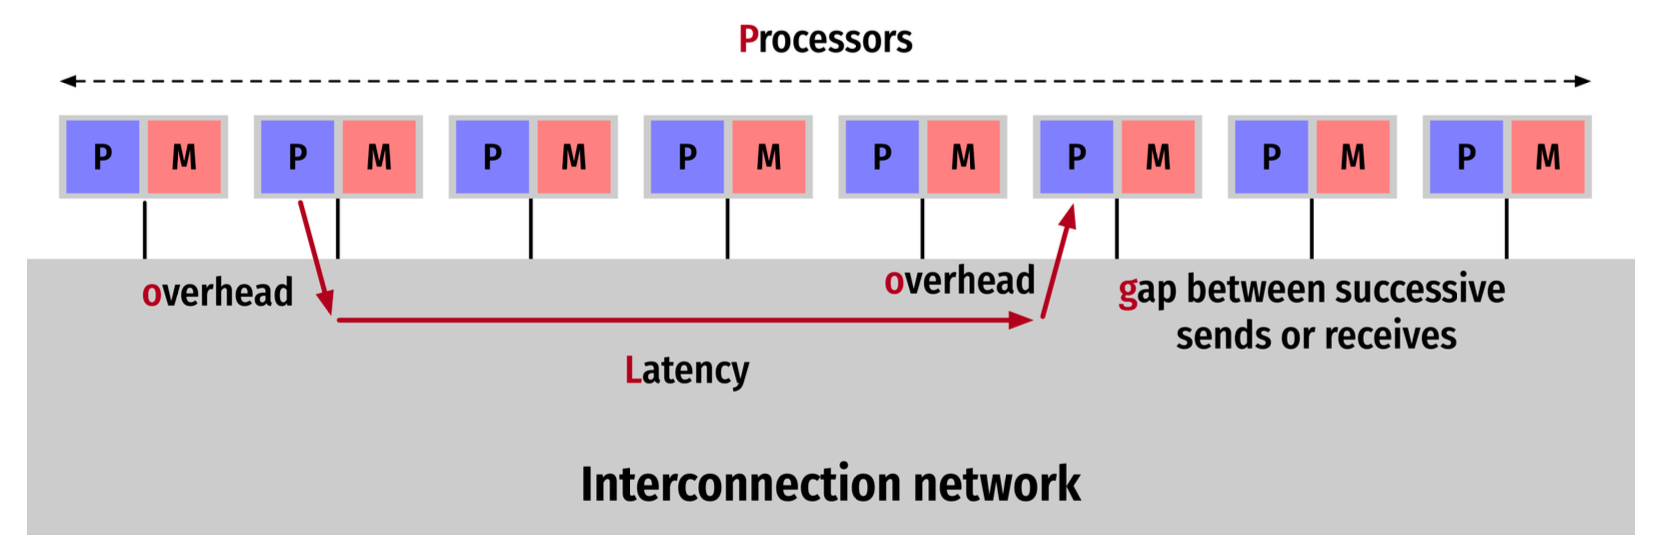 Processors
P M P M P M P M P M P M P M P M
overhead
overhead
gap between successive
sends or receives
Latency
Interconnection network